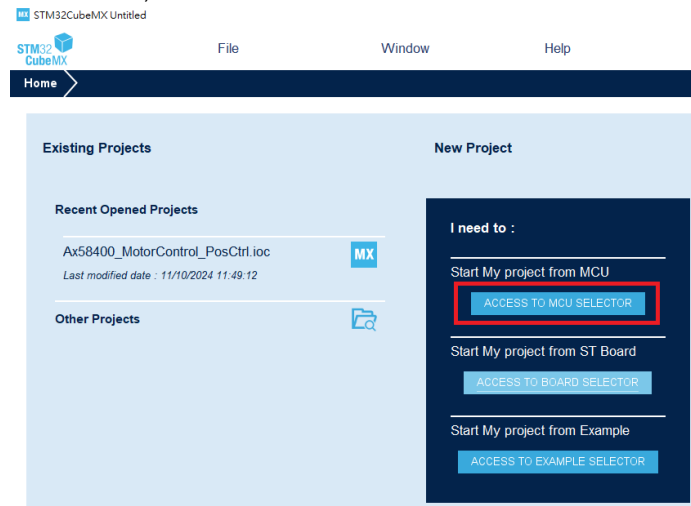 MX STM32CubeMX Untitled
STM32
CubeMX
File
Window
Help
Home
Existing Projects
Recent Opened Projects
Ax58400_MotorControl_PosCtrl.ioc
MX
Last modified date : 11/10/2024 11:49:12
Other Projects
New Project
I need to :
Start My project from MCU
ACCESS TO MCU SELECTOR
Start My project from ST Board
ACCESS TO BOARD SELECTOR
Start My project from Example
ACCESS TO EXAMPLE SELECTOR